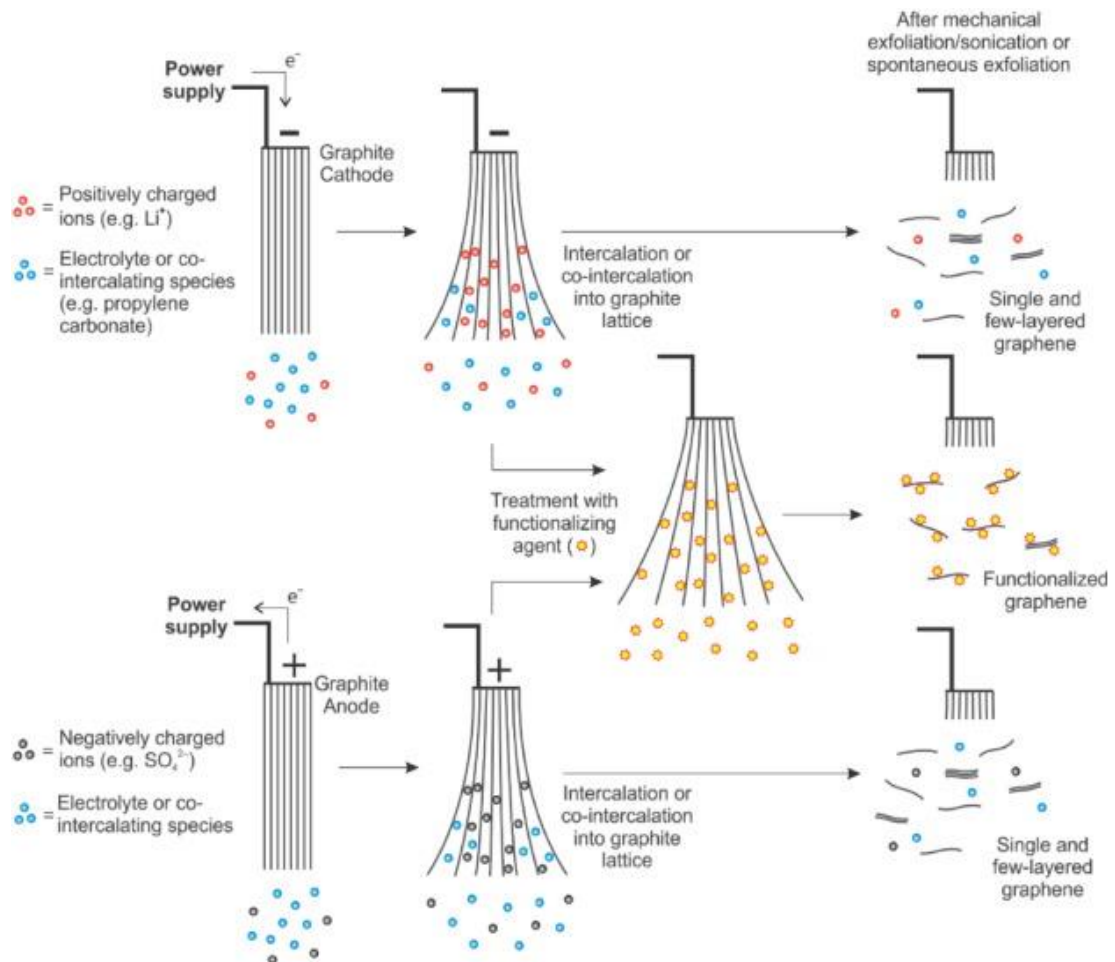 After mechanical
exfoliation/sonication or
spontaneous exfoliation
Power
supply
e⁻
−
Graphite
Cathode
−
= Positively charged
ions (e.g. Li⁺)
= Electrolyte or co-
intercalating species
(e.g. propylene
carbonate)
Intercalation or
co-intercalation
into graphite
lattice
Single and
few-layered
graphene
Treatment with
functionalizing
agent ( )
Functionalized
graphene
Power
supply
e⁻
+
Graphite
Anode
+
= Negatively charged
ions (e.g. SO₄²⁻)
= Electrolyte or co-
intercalating species
Intercalation or
co-intercalation
into graphite
lattice
Single and
few-layered
graphene